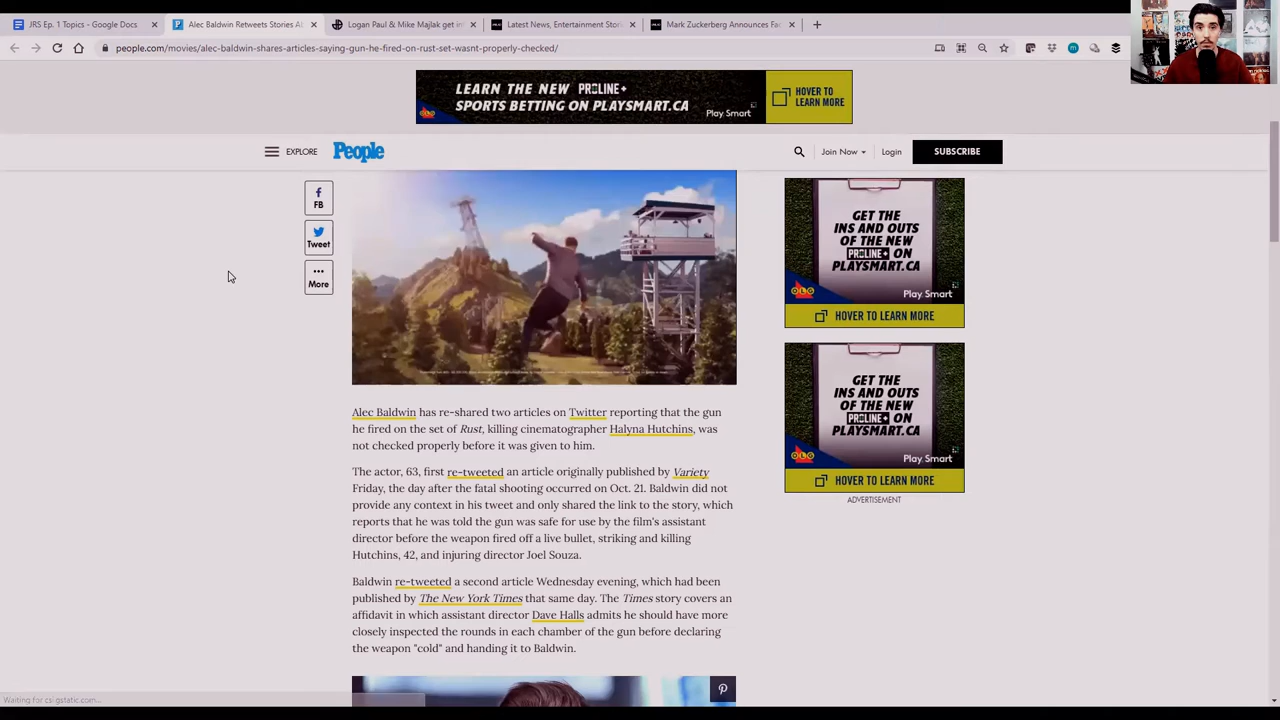 JRS Ep. 1 Topics - Google Docs
Alec Baldwin Retweets Stories A
Logan Paul & Mike Majlak get in
Latest News, Entertainment Stori
Mark Zuckerberg Announces Fac
people.com/movies/alec-baldwin-shares-articles-saying-gun-he-fired-on-rust-set-wasnt-properly-checked/
LEARN THE NEW PROLINE+
SPORTS BETTING ON PLAYSMART.CA
Play Smart
HOVER TO
LEARN MORE
EXPLORE
People
Join Now
Login
SUBSCRIBE
FB
Tweet
More
GET THE
INS AND OUTS
OF THE NEW
PROLINE+ ON
PLAYSMART.CA
OLG
Play Smart
HOVER TO LEARN MORE
GET THE
INS AND OUTS
OF THE NEW
PROLINE+ ON
PLAYSMART.CA
OLG
Play Smart
HOVER TO LEARN MORE
ADVERTISEMENT
Alec Baldwin has re-shared two articles on Twitter reporting that the gun
he fired on the set of Rust, killing cinematographer Halyna Hutchins, was
not checked properly before it was given to him.
The actor, 63, first re-tweeted an article originally published by Variety
Friday, the day after the fatal shooting occurred on Oct. 21. Baldwin did not
provide any context in his tweet and only shared the link to the story, which
reports that he was told the gun was safe for use by the film's assistant
director before the weapon fired off a live bullet, striking and killing
Hutchins, 42, and injuring director Joel Souza.
Baldwin re-tweeted a second article Wednesday evening, which had been
published by The New York Times that same day. The Times story covers an
affidavit in which assistant director Dave Halls admits he should have more
closely inspected the rounds in each chamber of the gun before declaring
the weapon "cold" and handing it to Baldwin.
Waiting for csi.gstatic.com...